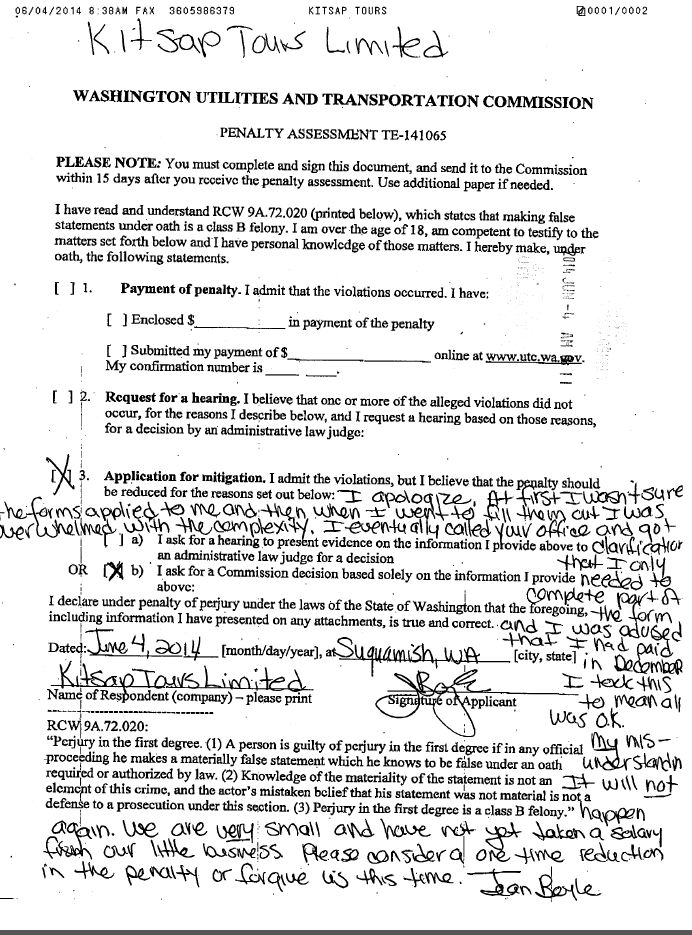 06/04/2014 8:38AM FAX 3605986379 KITSAP TOURS 0001/0002
Kitsap Tours Limited
WASHINGTON UTILITIES AND TRANSPORTATION COMMISSION
PENALTY ASSESSMENT TE-141065
PLEASE NOTE: You must complete and sign this document, and send it to the Commission
within 15 days after you receive the penalty assessment. Use additional paper if needed.
I have read and understand RCW 9A.72.020 (printed below), which states that making false
statements under oath is a class B felony. I am over the age of 18, am competent to testify to the
matters set forth below and I have personal knowledge of those matters. I hereby make, under
oath, the following statements.
2014 JUN -4 AM
[ ] 1. Payment of penalty. I admit that the violations occurred. I have:
[ ] Enclosed $____________ in payment of the penalty
[ ] Submitted my payment of $__________________ online at www.utc.wa.gov.
My confirmation number is _____ _____.
[ ] 2. Request for a hearing. I believe that one or more of the alleged violations did not
occur, for the reasons I describe below, and I request a hearing based on those reasons,
for a decision by an administrative law judge:
[X] 3. Application for mitigation. I admit the violations, but I believe that the penalty should
be reduced for the reasons set out below: I apologize. At first I wasn't sure
he forms applied to me and then when I went to fill them out I was
verwhelmed with the complexity. I eventually called your office and got
[ ] a) I ask for a hearing to present evidence on the information I provide above to clarification
an administrative law judge for a decision that I only
OR [X] b) I ask for a Commission decision based solely on the information I provide needed to
above: complete part of
I declare under penalty of perjury under the laws of the State of Washington that the foregoing, the form
including information I have presented on any attachments, is true and correct. and I was advised
that I had paid
Dated: June 4, 2014 [month/day/year], at Suquamish, WA [city, state] in December
Kitsap Tours Limited I took this
Name of Respondent (company) – please print Signature of Applicant to mean all
was ok.
RCW 9A.72.020:
"Perjury in the first degree. (1) A person is guilty of perjury in the first degree if in any official My mis-
proceeding he makes a materially false statement which he knows to be false under an oath understandin
required or authorized by law. (2) Knowledge of the materiality of the statement is not an It will not
element of this crime, and the actor's mistaken belief that his statement was not material is not a
defense to a prosecution under this section. (3) Perjury in the first degree is a class B felony." happen
again. We are very small and have not yet taken a salary
from our little business. Please consider a one time reduction
in the penalty or forgive us this time. Jean Boyle